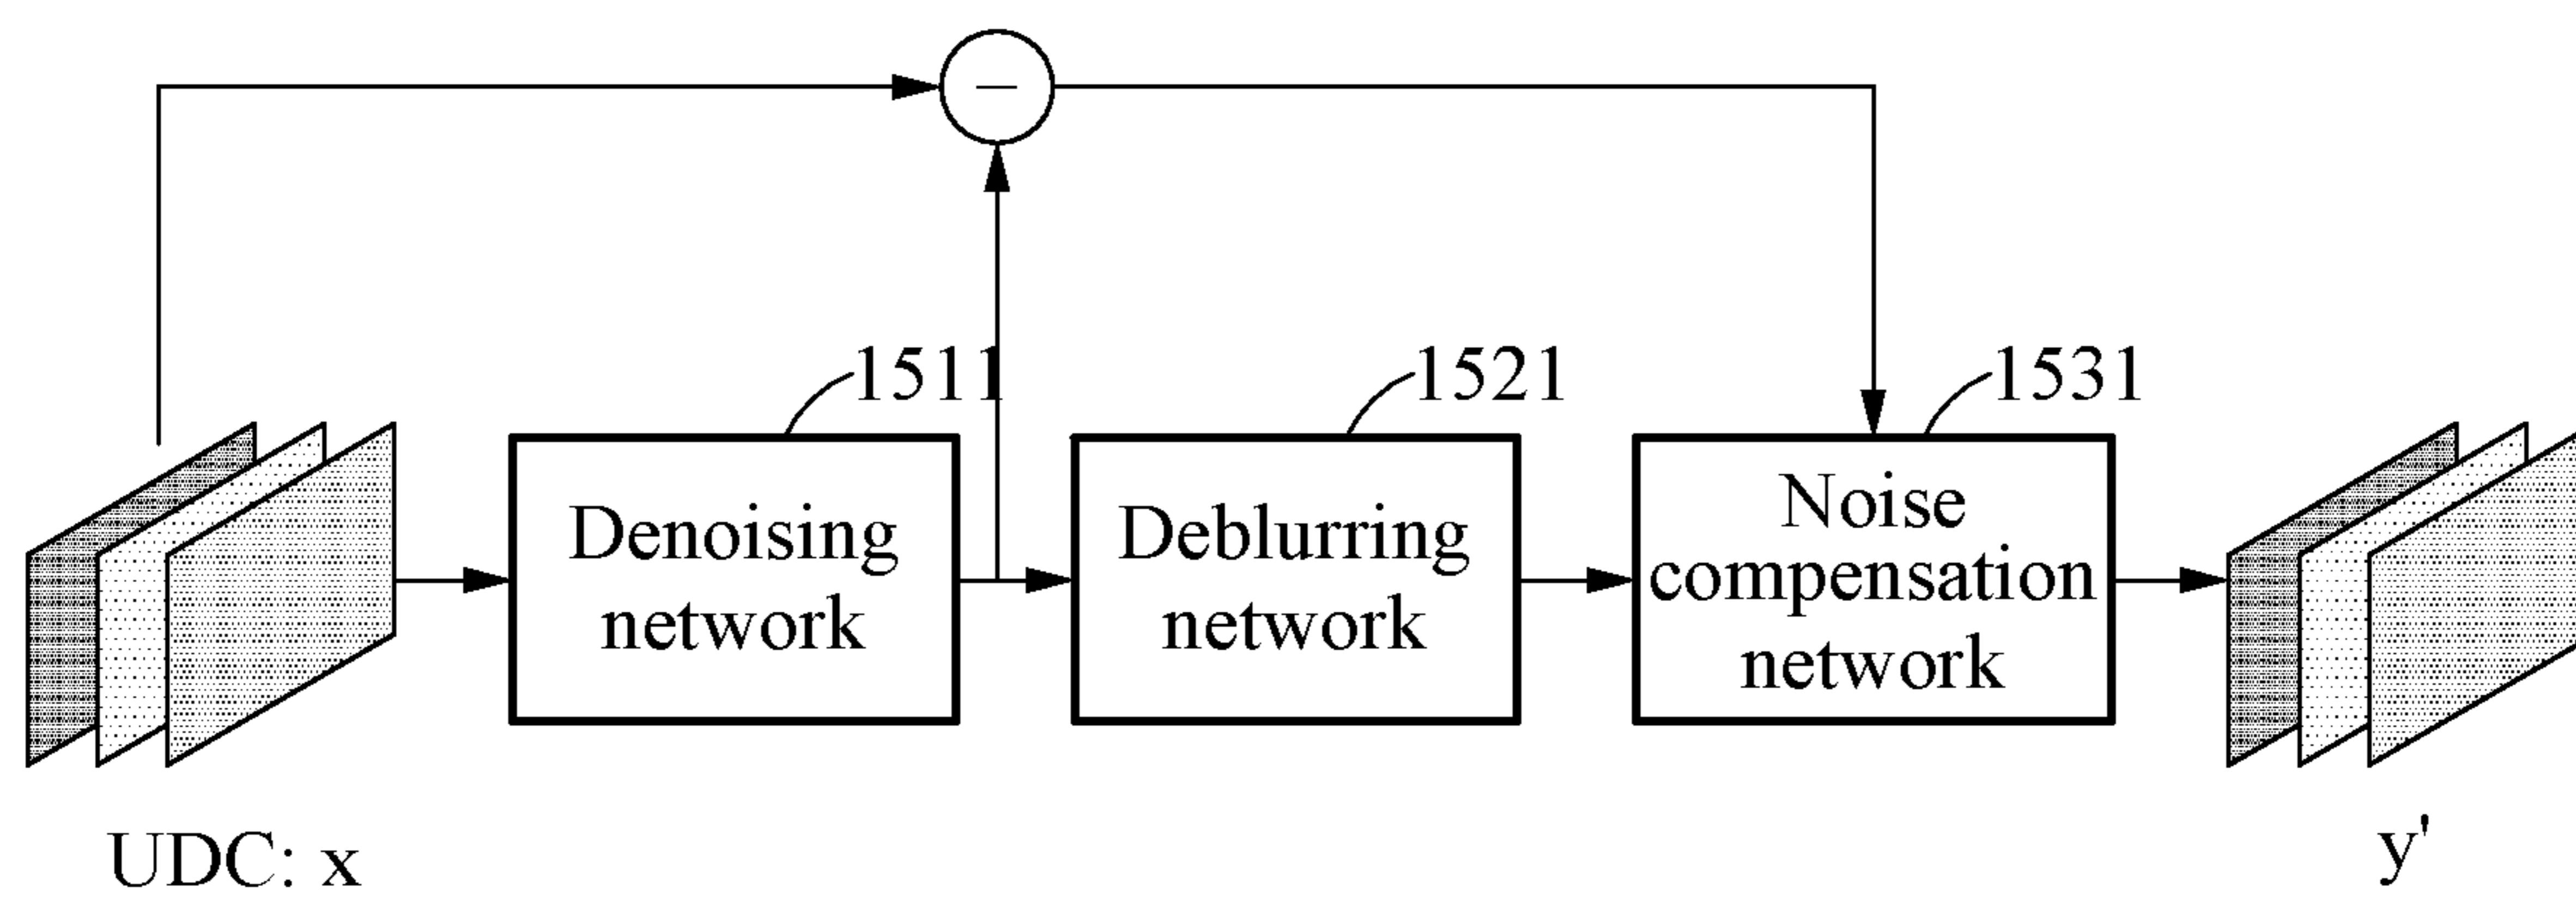 –
1511
1521
1531
Denoising
network
Deblurring
network
Noise
compensation
network
UDC: x
y'